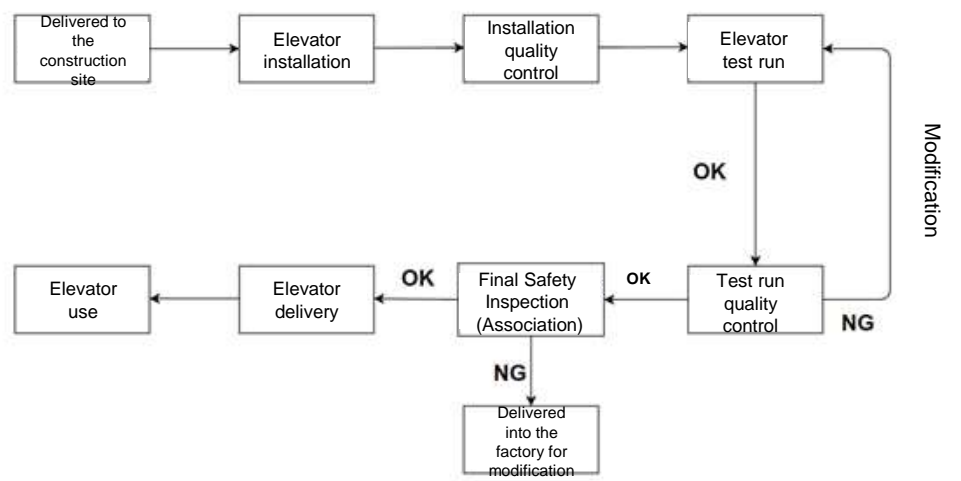 Delivered to
the
construction
site
Elevator
installation
Installation
quality
control
Elevator
test run
OK
Modification
Elevator
use
Elevator
delivery
OK
Final Safety
Inspection
(Association)
OK
Test run
quality
control
NG
NG
Delivered
into the
factory for
modification